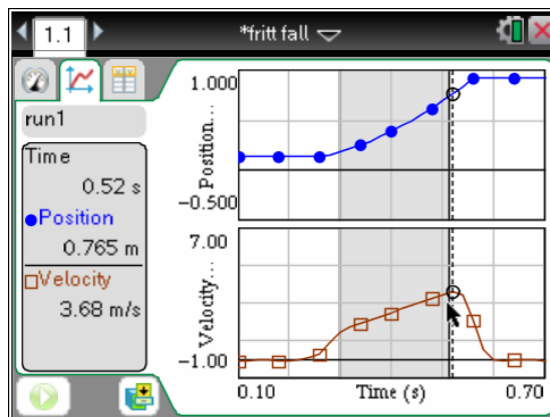 1.1
*fritt fall
run1
Time
0.52 s
Position
0.765 m
Velocity
3.68 m/s
1.000
Position...
-0.500
7.00
Velocity...
-1.00
0.10 Time (s) 0.70